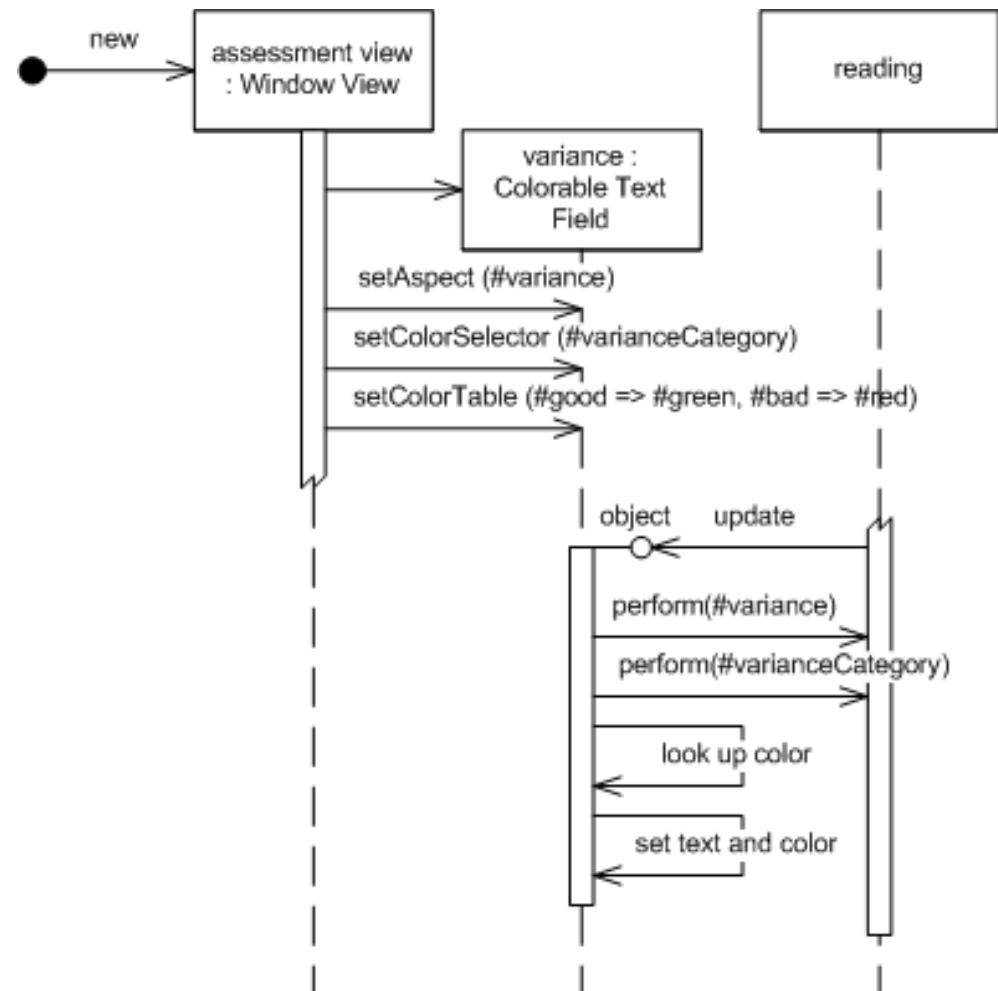 new
assessment view
: Window View
reading
variance :
Colorable Text
Field
setAspect (#variance)
setColorSelector (#varianceCategory)
setColorTable (#good => #green, #bad => #red)
object
update
perform(#variance)
perform(#varianceCategory)
look up color
set text and color